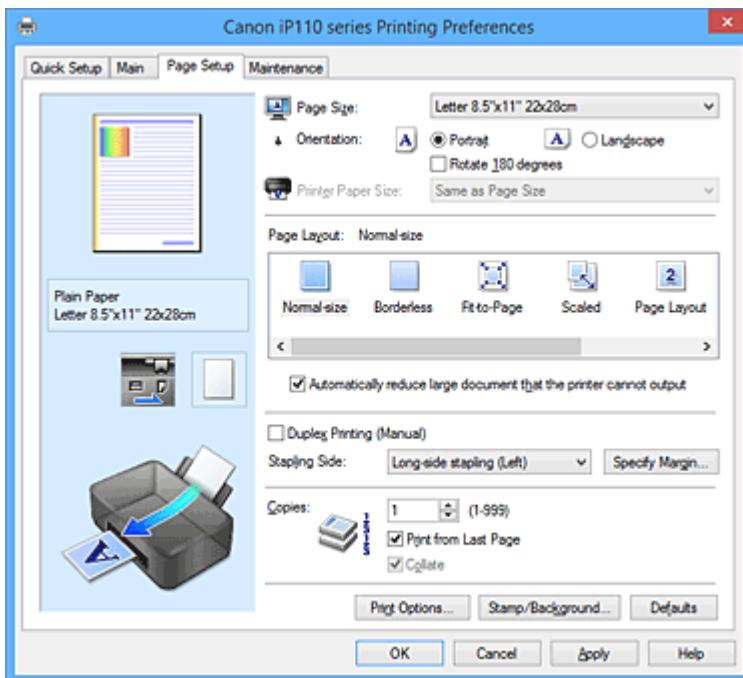 Canon iP110 series Printing Preferences
Quick Setup Main Page Setup Maintenance
Page Size: Letter 8.5"x11" 22x28cm
Orientation: A Portrait A Landscape
Rotate 180 degrees
Printer Paper Size: Same as Page Size
Page Layout: Normal-size
Normal-size Borderless Fit-to-Page Scaled Page Layout
Plain Paper
Letter 8.5"x11" 22x28cm
Automatically reduce large document that the printer cannot output
Duplex Printing (Manual)
Stapling Side: Long-side stapling (Left) Specify Margin...
Copies: 1 (1-999)
Print from Last Page
Collate
Print Options... Stamp/Background... Defaults
OK Cancel Apply Help